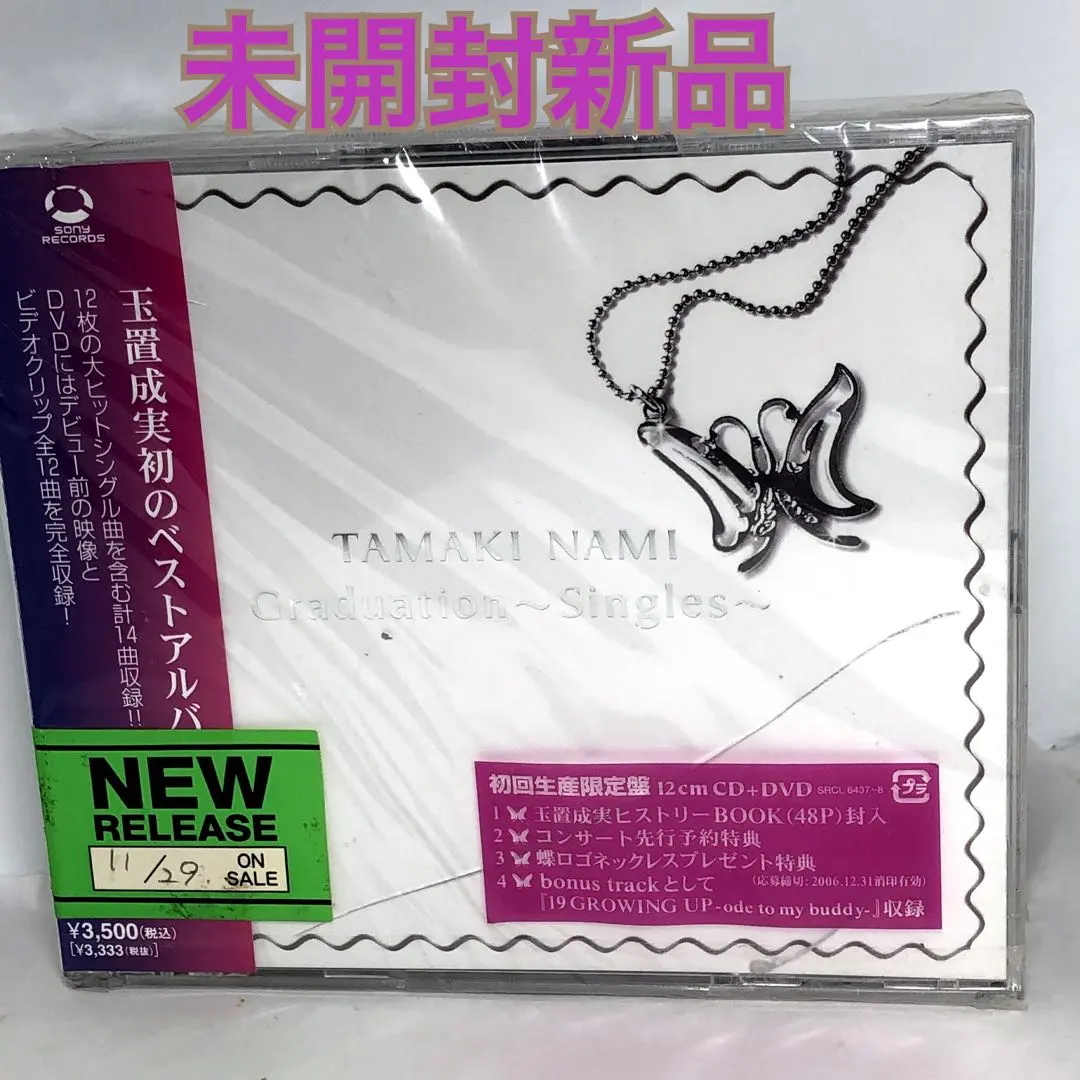 未開封新品
SONY
RECORDS
玉置成実初のベストアルバ
12枚の大ヒットシングル曲を含む計14曲収録!!
DVDにはデビュー前の映像と
ビデオクリップ全12曲を完全収録!
TAMAKI NAMI
Graduation～Singles～
NEW
RELEASE
11/29.
ON
SALE
¥3,500(税込)
[¥3,333(税抜)]
初回生産限定盤 12cm CD+DVD SRCL 6437~8
プラ
1 玉置成実ヒストリーBOOK(48P)封入
2 コンサート先行予約特典
3 蝶ロゴネックレスプレゼント特典
(応募締切:2006.12.31消印有効)
4 bonus trackとして
『19 GROWING UP -ode to my buddy-』収録